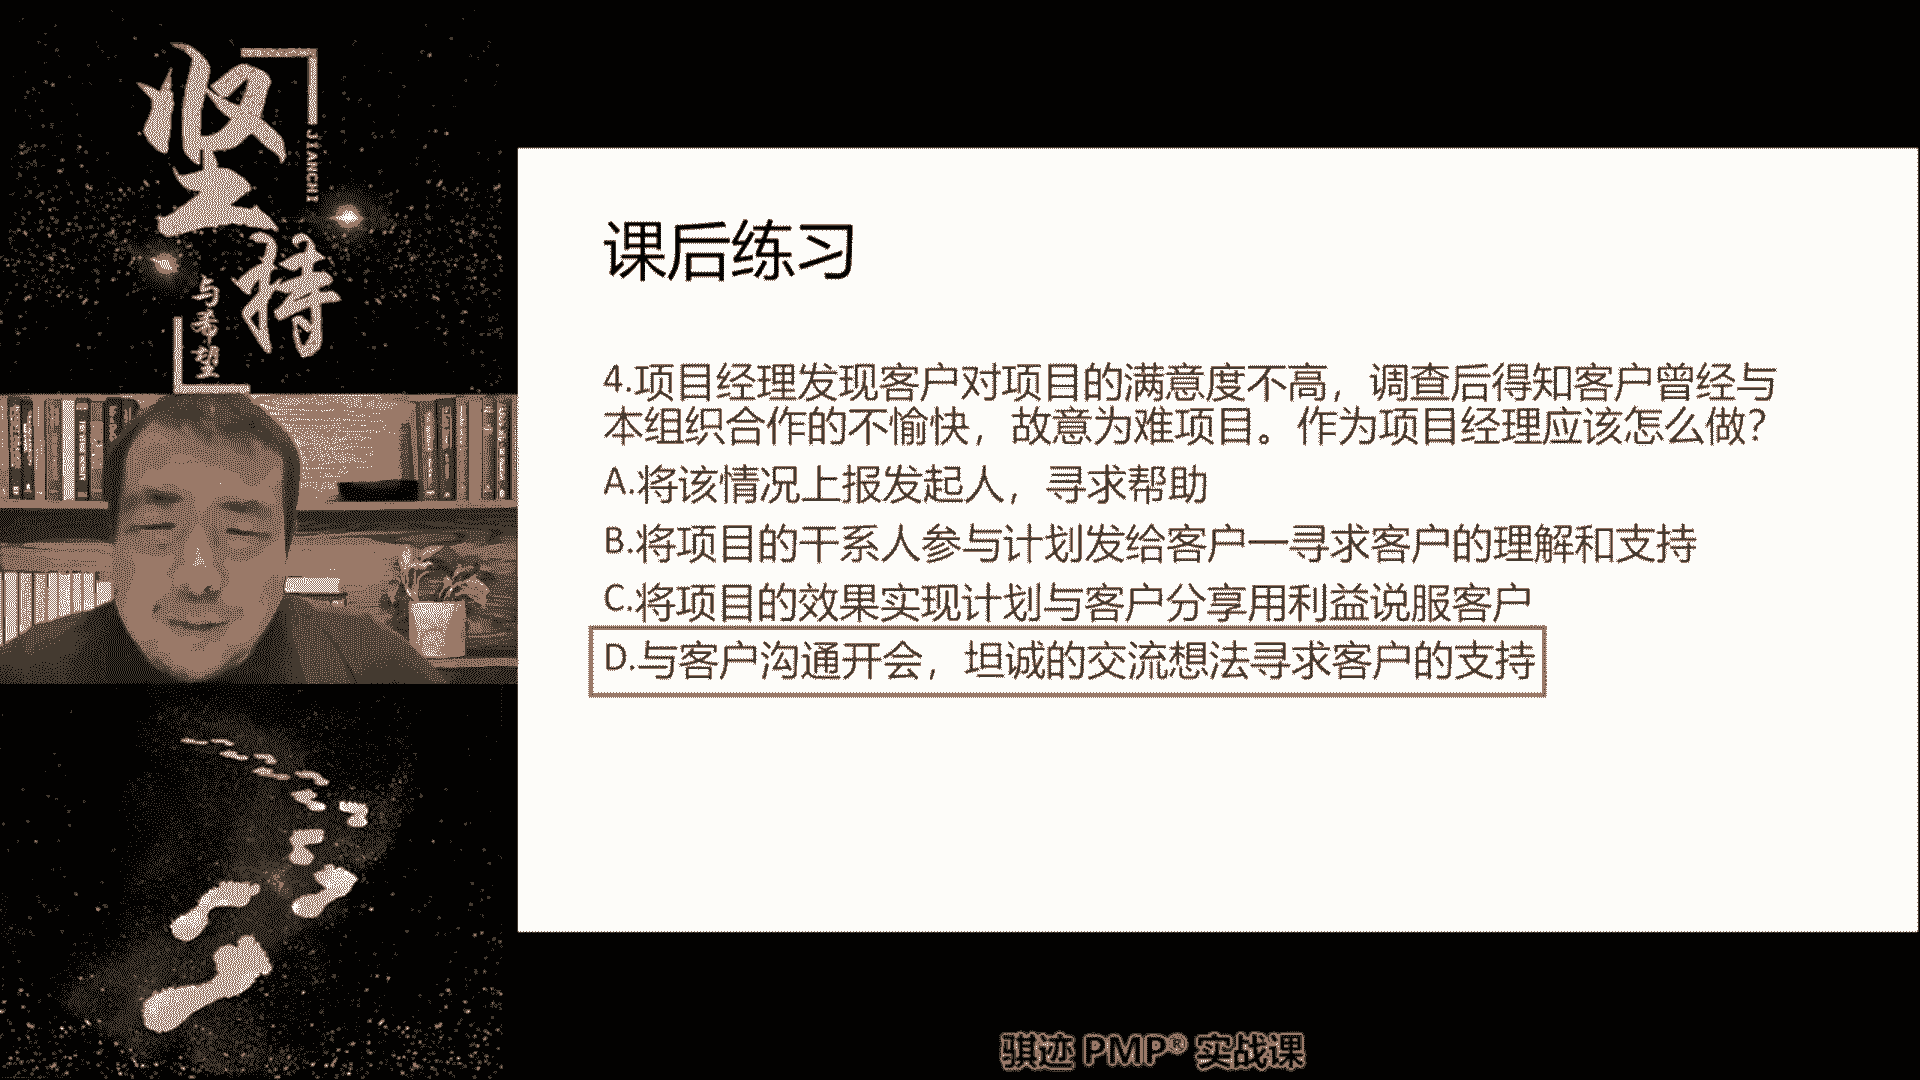 坚持
JIANCHI
与希望
课后练习
4.项目经理发现客户对项目的满意度不高，调查后得知客户曾经与
本组织合作的不愉快，故意为难项目。作为项目经理应该怎么做？
A.将该情况上报发起人，寻求帮助
B.将项目的干系人参与计划发给客户一寻求客户的理解和支持
C.将项目的效果实现计划与客户分享用利益说服客户
D.与客户沟通开会，坦诚的交流想法寻求客户的支持
骐迹 PMP® 实战课